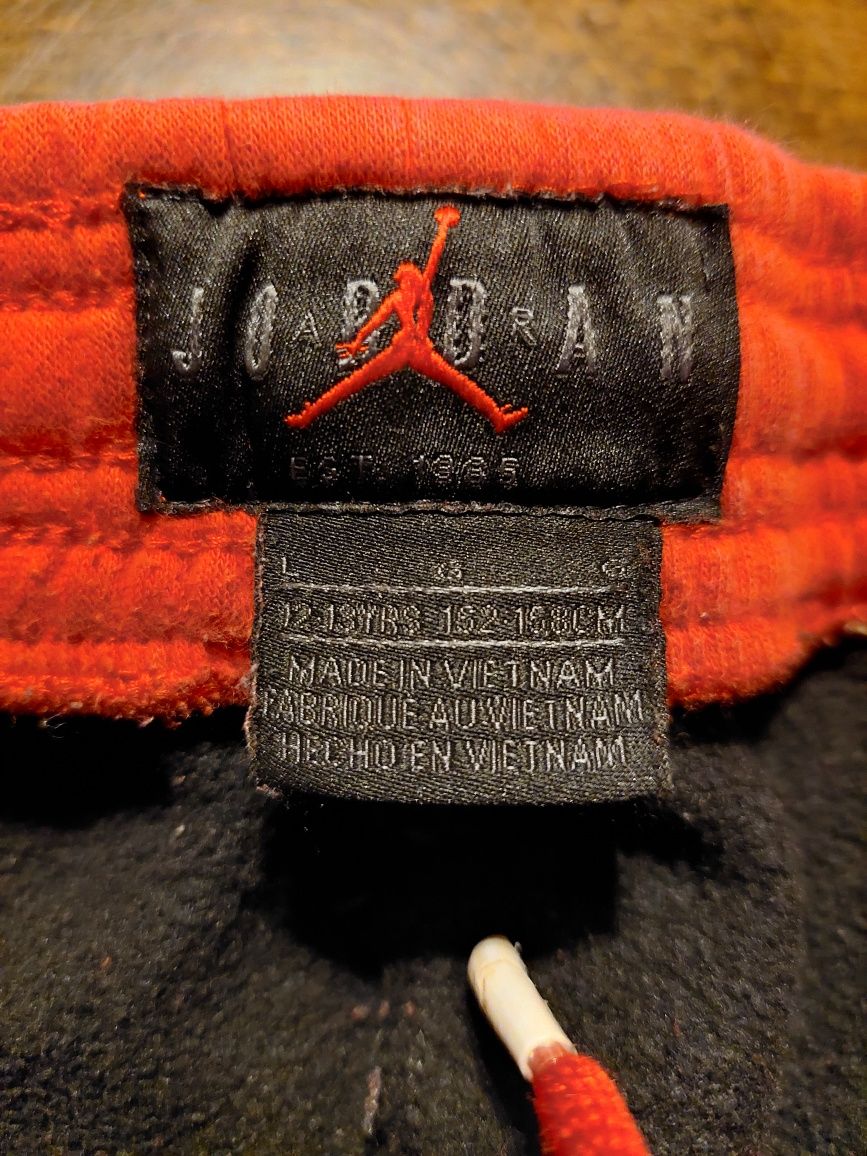 JORDAN
EST. 1985
L G G
12-13YRS 152-158CM
MADE IN VIETNAM
FABRIQUE AU VIETNAM
HECHO EN VIETNAM